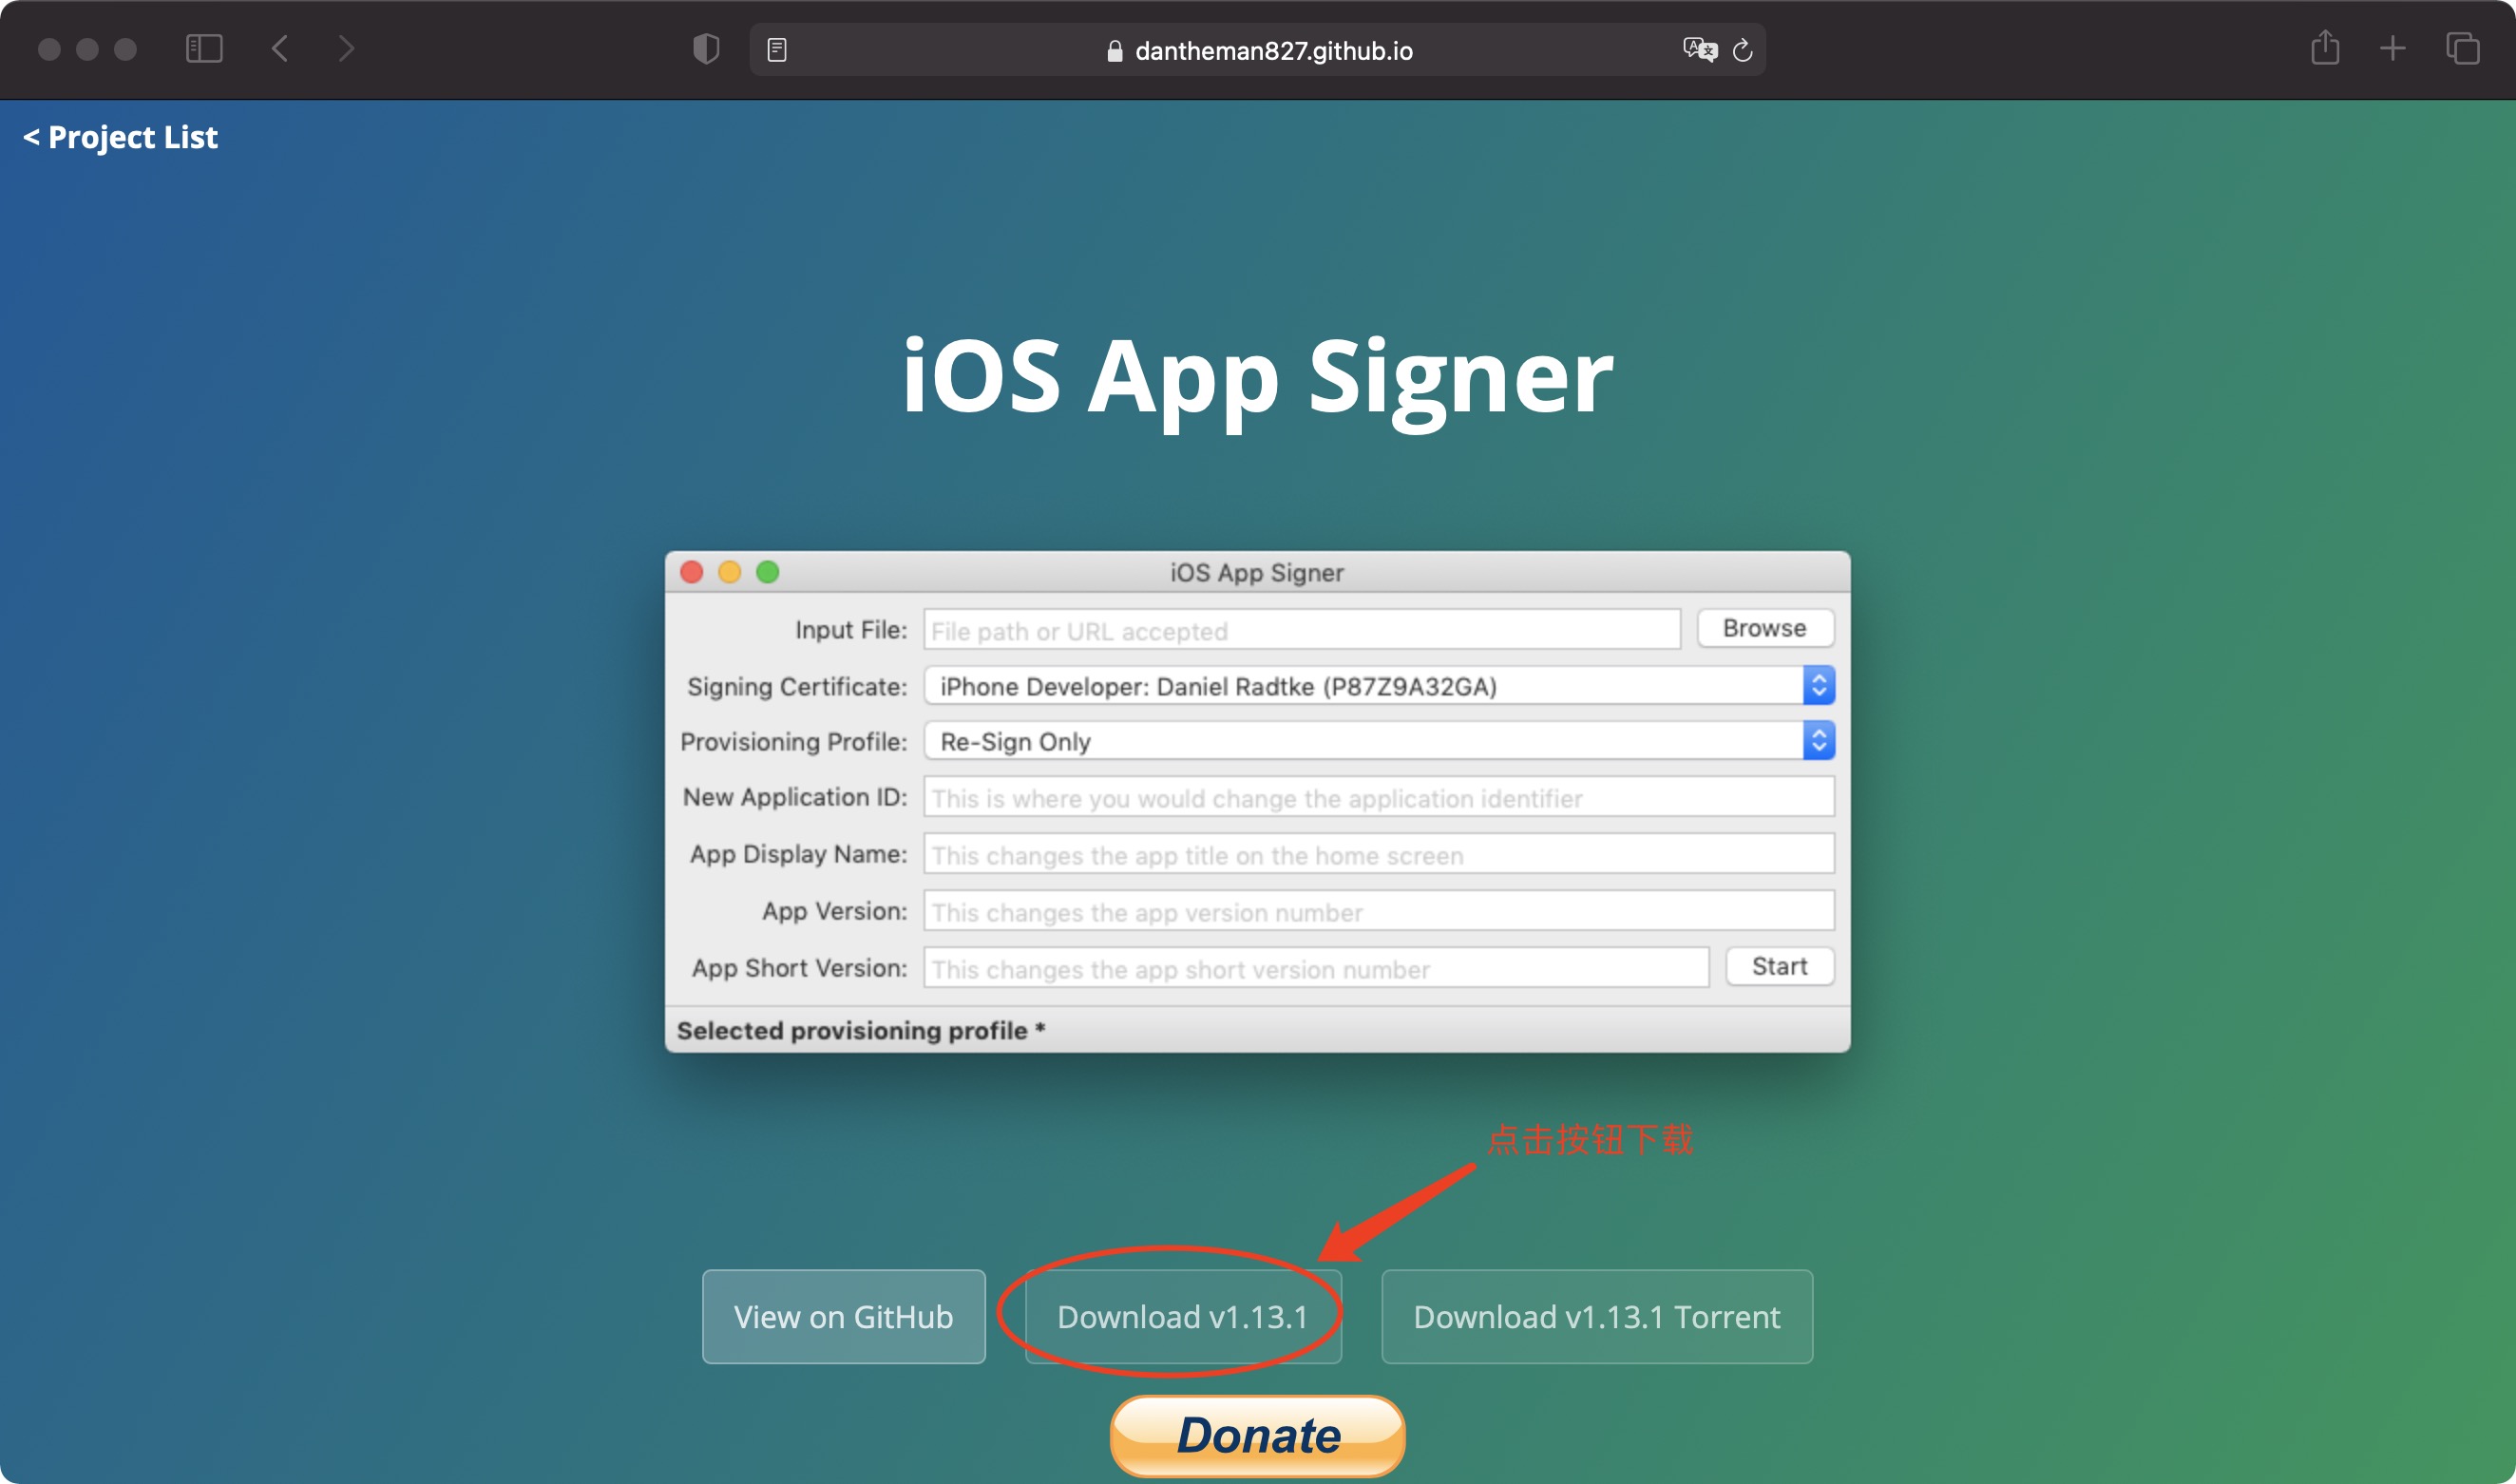 dantheman827.github.io
< Project List
iOS App Signer
iOS App Signer
Input File: File path or URL accepted Browse
Signing Certificate: iPhone Developer: Daniel Radtke (P87Z9A32GA)
Provisioning Profile: Re-Sign Only
New Application ID: This is where you would change the application identifier
App Display Name: This changes the app title on the home screen
App Version: This changes the app version number
App Short Version: This changes the app short version number Start
Selected provisioning profile *
点击按钮下载
View on GitHub Download v1.13.1 Download v1.13.1 Torrent
Donate